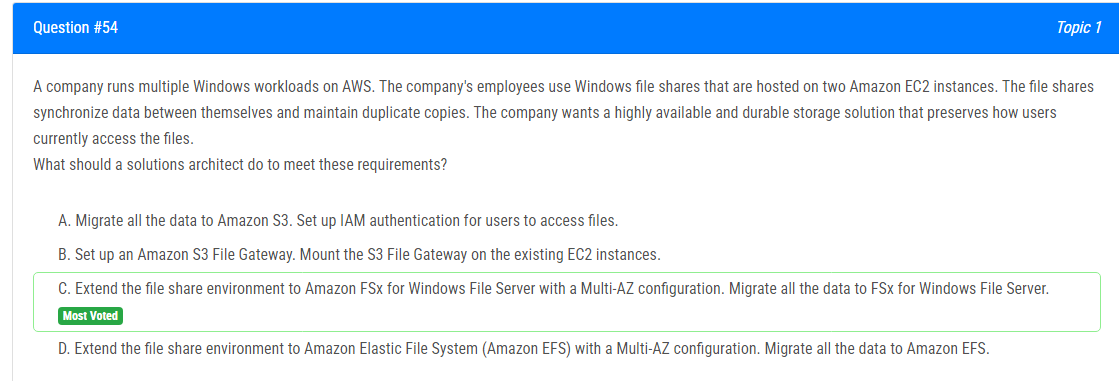 Question #54
Topic 1
A company runs multiple Windows workloads on AWS. The company's employees use Windows file shares that are hosted on two Amazon EC2 instances. The file shares
synchronize data between themselves and maintain duplicate copies. The company wants a highly available and durable storage solution that preserves how users
currently access the files.
What should a solutions architect do to meet these requirements?
A. Migrate all the data to Amazon S3. Set up IAM authentication for users to access files.
B. Set up an Amazon S3 File Gateway. Mount the S3 File Gateway on the existing EC2 instances.
C. Extend the file share environment to Amazon FSx for Windows File Server with a Multi-AZ configuration. Migrate all the data to FSx for Windows File Server.
Most Voted
D. Extend the file share environment to Amazon Elastic File System (Amazon EFS) with a Multi-AZ configuration. Migrate all the data to Amazon EFS.